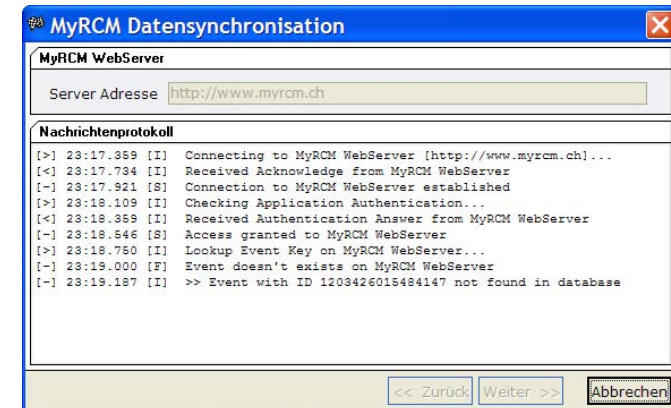 MyRCM Datensynchronisation
MyRCM WebServer
Server Adresse http://www.myrcm.ch
Nachrichtenprotokoll
[>] 23:17.359 [I] Connecting to MyRCM WebServer [http://www.myrcm.ch]...
[<] 23:17.734 [I] Received Acknowledge from MyRCM WebServer
[-] 23:17.921 [S] Connection to MyRCM WebServer established
[>] 23:18.109 [I] Checking Application Authentication...
[<] 23:18.359 [I] Received Authentication Answer from MyRCM WebServer
[-] 23:18.546 [S] Access granted to MyRCM WebServer
[>] 23:18.750 [I] Lookup Event Key on MyRCM WebServer...
[-] 23:19.000 [F] Event doesn't exists on MyRCM WebServer
[-] 23:19.187 [I] >> Event with ID 1203426015484147 not found in database
<< Zurück Weiter >> Abbrechen